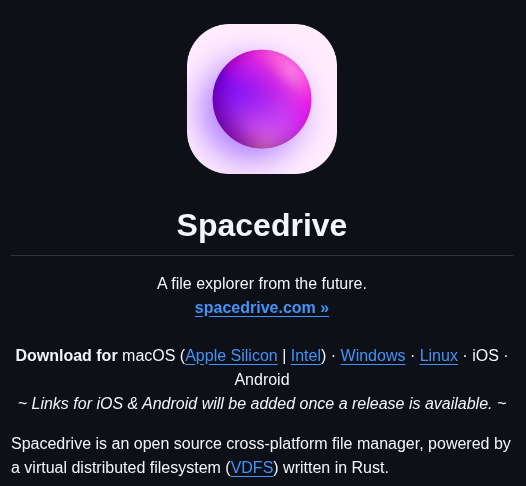 Spacedrive
A file explorer from the future.
spacedrive.com »
Download for macOS (Apple Silicon | Intel) · Windows · Linux · iOS ·
Android
~ Links for iOS & Android will be added once a release is available. ~
Spacedrive is an open source cross-platform file manager, powered by
a virtual distributed filesystem (VDFS) written in Rust.